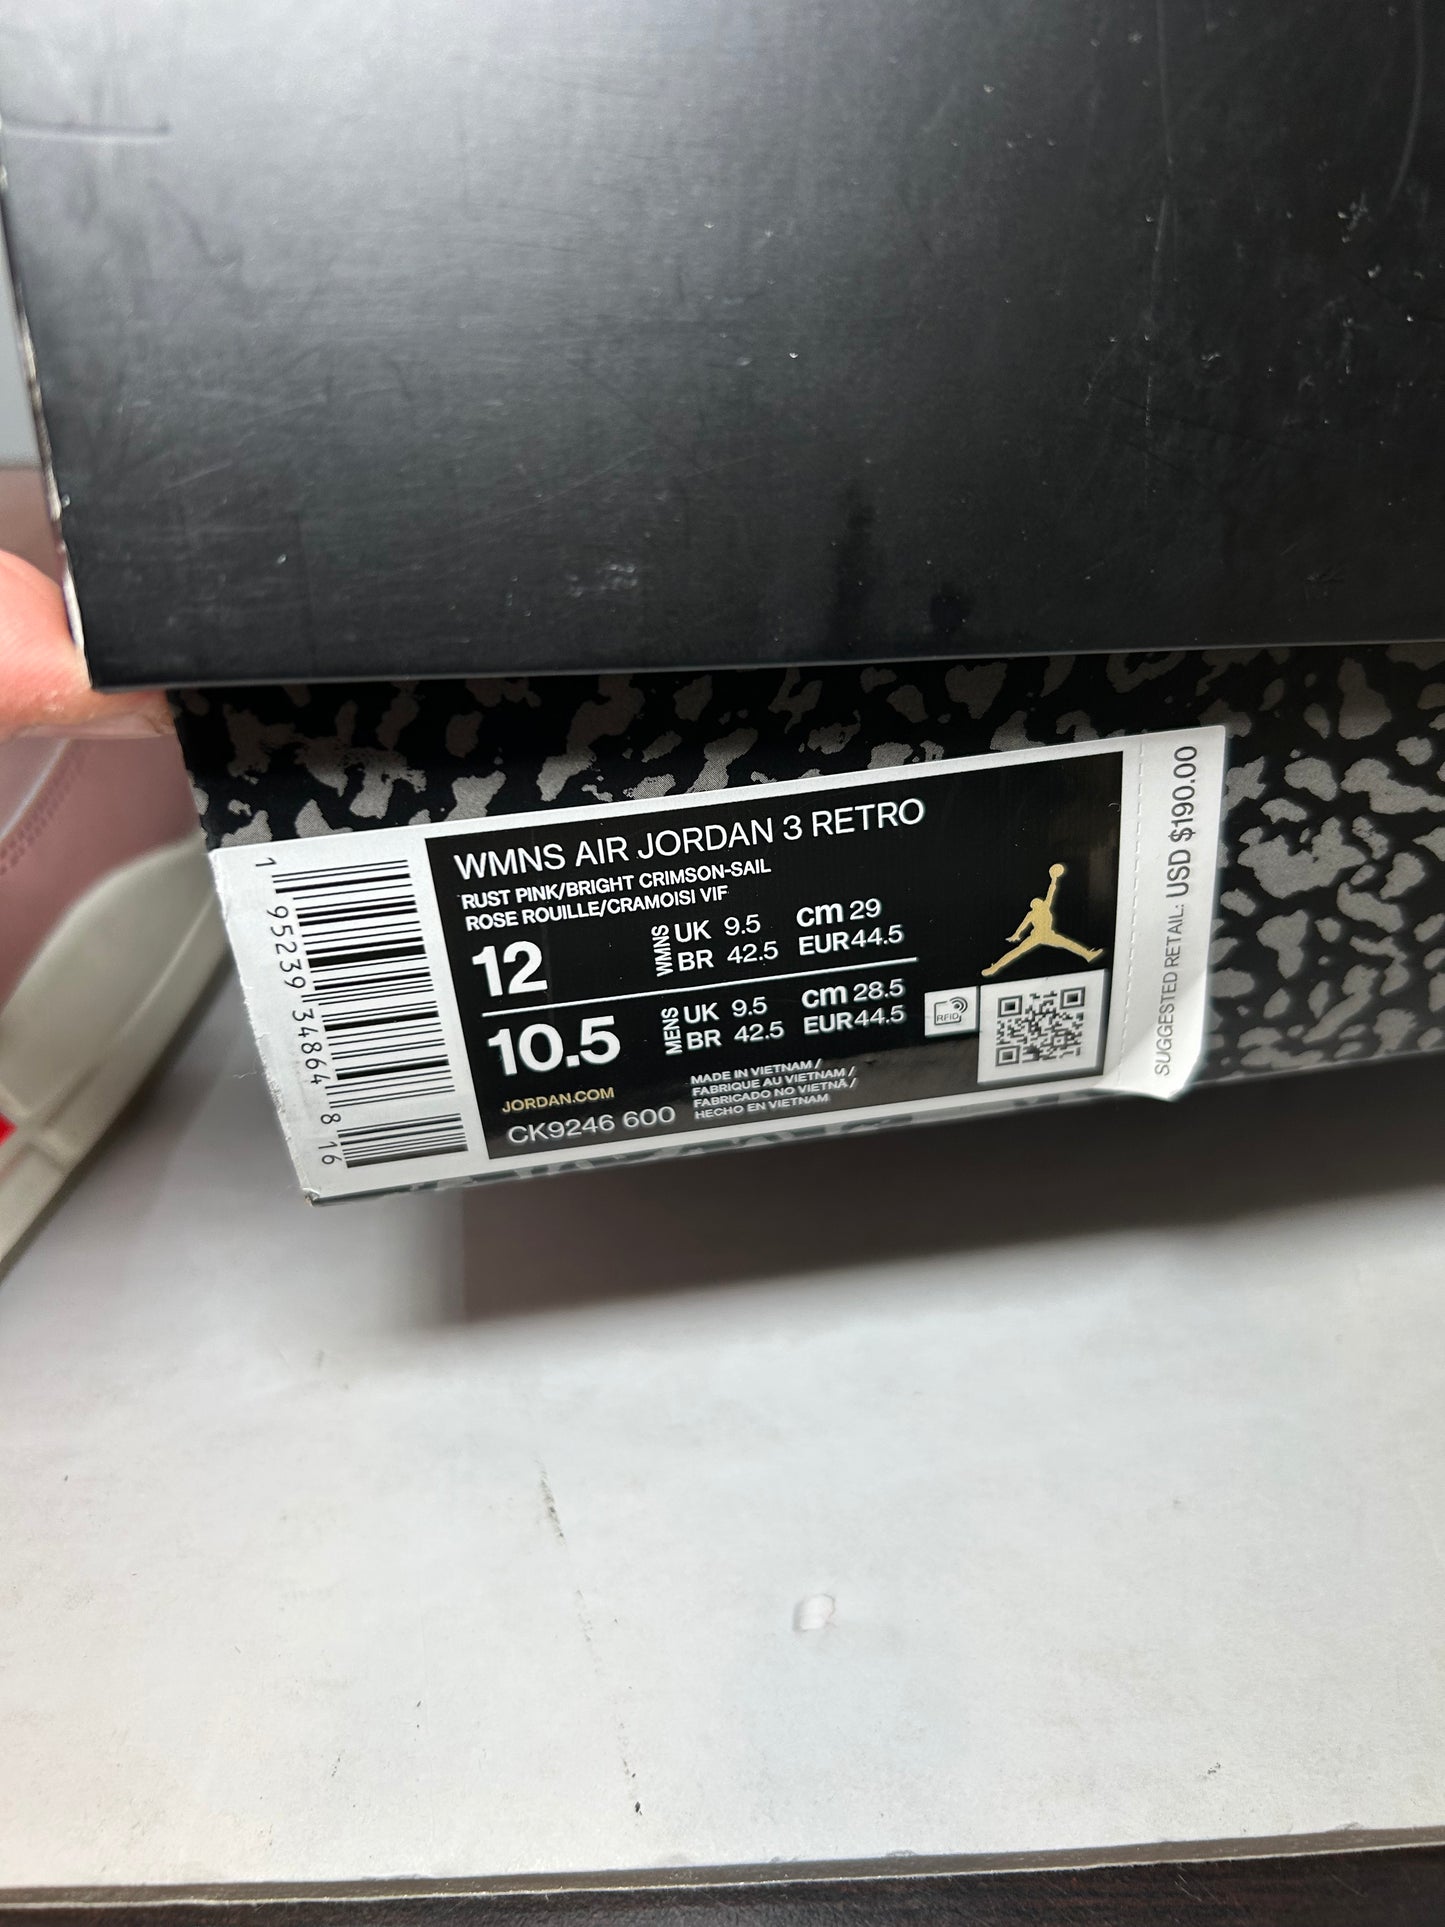 WMNS AIR JORDAN 3 RETRO
RUST PINK/BRIGHT CRIMSON-SAIL
ROSE ROUILLE/CRAMOISI VIF
12
WMNS
UK 9.5 cm 29
BR 42.5 EUR 44.5
10.5
MENS
UK 9.5 cm 28.5
BR 42.5 EUR 44.5
RFID
JORDAN.COM
CK9246 600
MADE IN VIETNAM /
FABRIQUE AU VIETNAM /
FABRICADO NO VIETNÃ /
HECHO EN VIETNAM
1 95239 34864 8 16
SUGGESTED RETAIL: USD $190.00